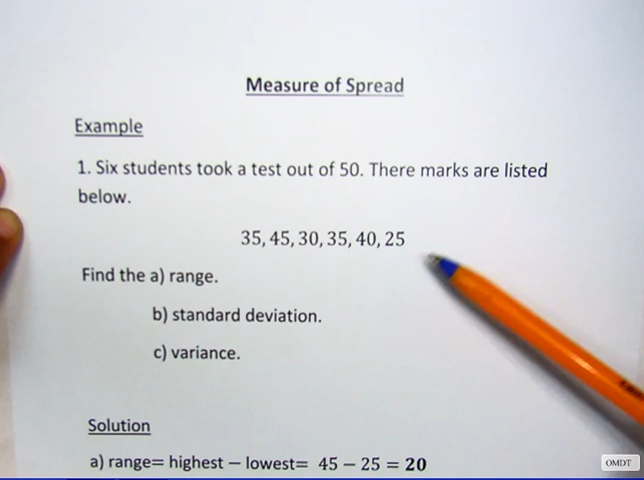 Measure of Spread
Example
1. Six students took a test out of 50. There marks are listed
below.
35, 45, 30, 35, 40, 25
Find the a) range.
b) standard deviation.
c) variance.
Solution
a) range= highest − lowest= 45 − 25 = 20
OMDT